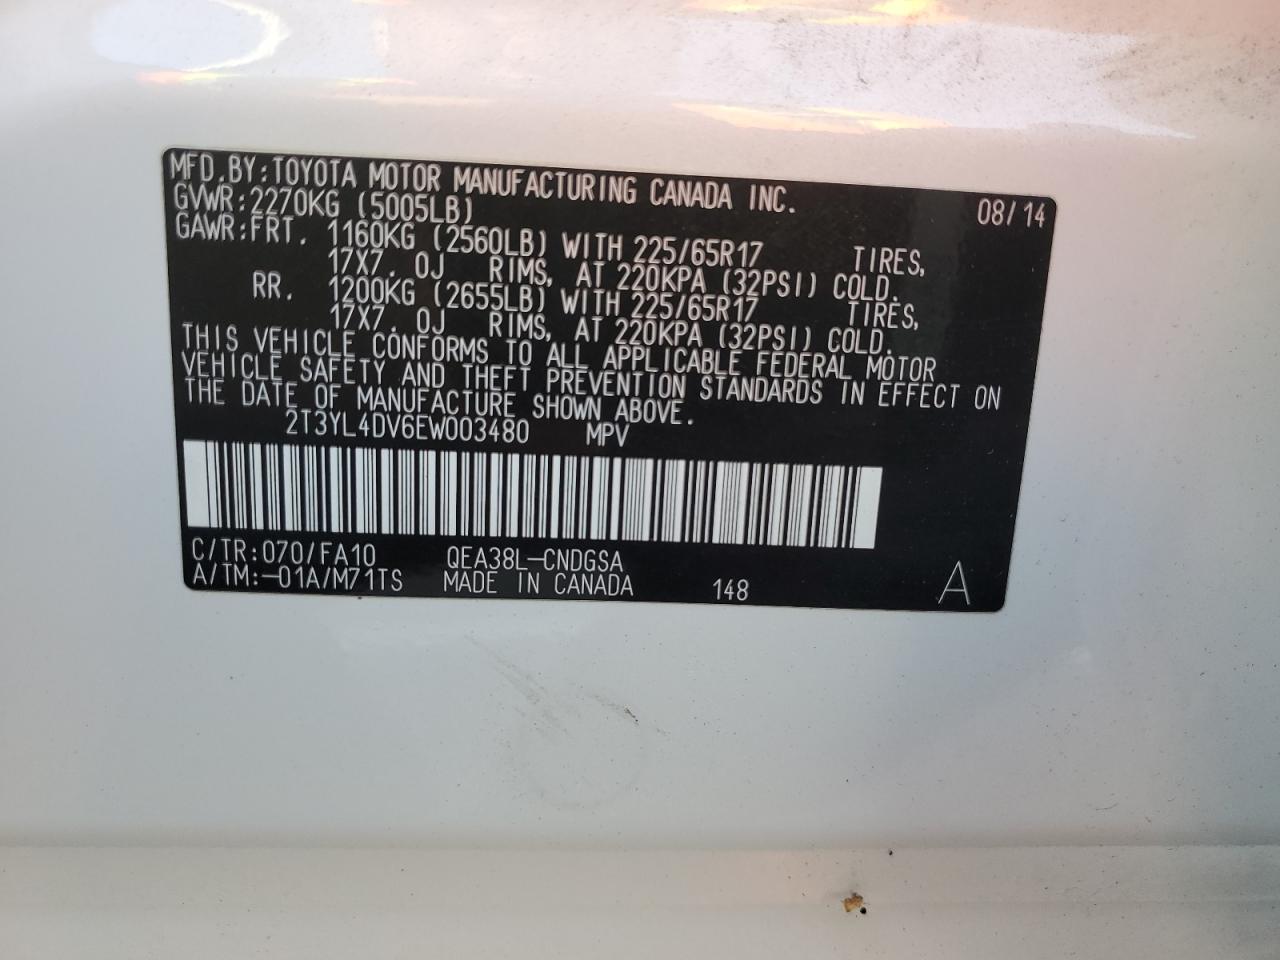 MFD.BY:TOYOTA MOTOR MANUFACTURING CANADA INC. 08/14
GVWR:2270KG (5005LB)
GAWR:FRT. 1160KG (2560LB) WITH 225/65R17 TIRES,
17X7.0J RIMS, AT 220KPA (32PSI) COLD.
RR. 1200KG (2655LB) WITH 225/65R17 TIRES,
17X7.0J RIMS, AT 220KPA (32PSI) COLD.
THIS VEHICLE CONFORMS TO ALL APPLICABLE FEDERAL MOTOR
VEHICLE SAFETY AND THEFT PREVENTION STANDARDS IN EFFECT ON
THE DATE OF MANUFACTURE SHOWN ABOVE.
2T3YL4DV6EW003480 MPV
C/TR:070/FA10 QEA38L-CNDGSA
A/TM:-01A/M71TS MADE IN CANADA 148 A